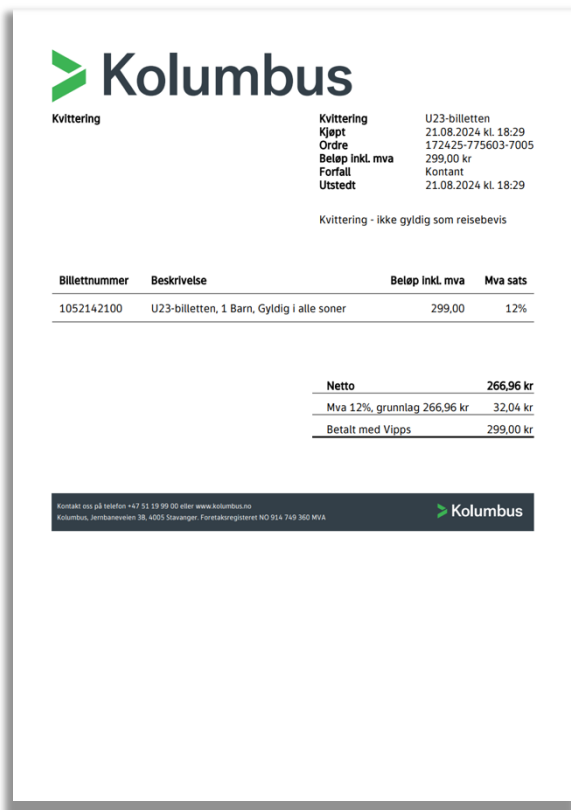 Kolumbus
Kvittering
Kvittering U23-billetten
Kjøpt 21.08.2024 kl. 18:29
Ordre 172425-775603-7005
Beløp inkl. mva 299,00 kr
Forfall Kontant
Utstedt 21.08.2024 kl. 18:29
Kvittering - ikke gyldig som reisebevis
Billettnummer Beskrivelse Beløp inkl. mva Mva sats
1052142100 U23-billetten, 1 Barn, Gyldig i alle soner 299,00 12%
Netto 266,96 kr
Mva 12%, grunnlag 266,96 kr 32,04 kr
Betalt med Vipps 299,00 kr
Kontakt oss på telefon +47 51 19 99 00 eller www.kolumbus.no
Kolumbus, Jernbaneveien 38, 4005 Stavanger. Foretaksregisteret NO 914 749 360 MVA
Kolumbus